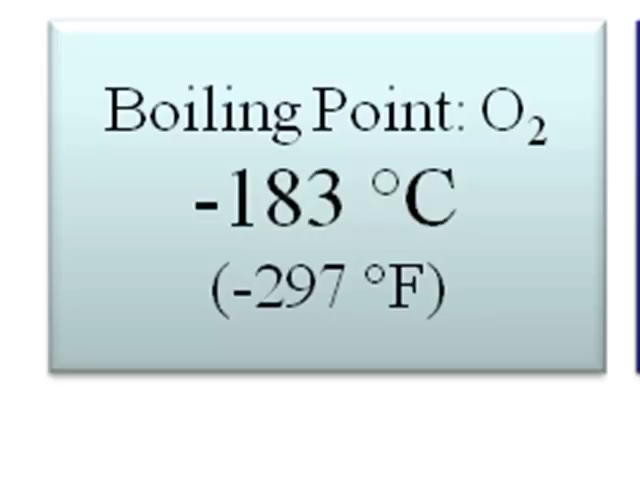 Boiling Point: O₂
-183 °C
(-297 °F)